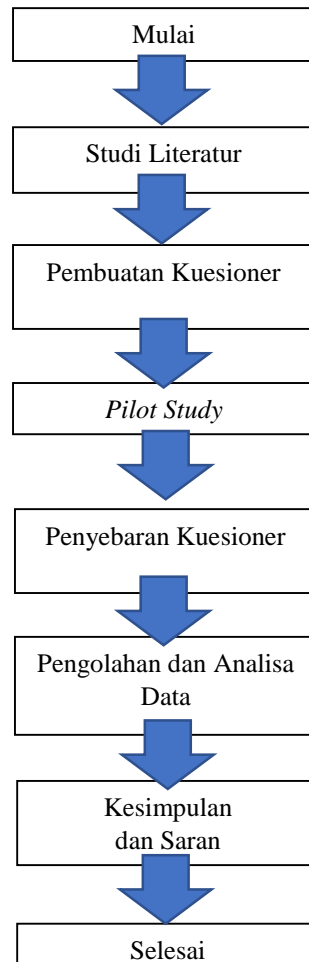 Mulai
Studi Literatur
Pembuatan Kuesioner
Pilot Study
Penyebaran Kuesioner
Pengolahan dan Analisa
Data
Kesimpulan
dan Saran
Selesai